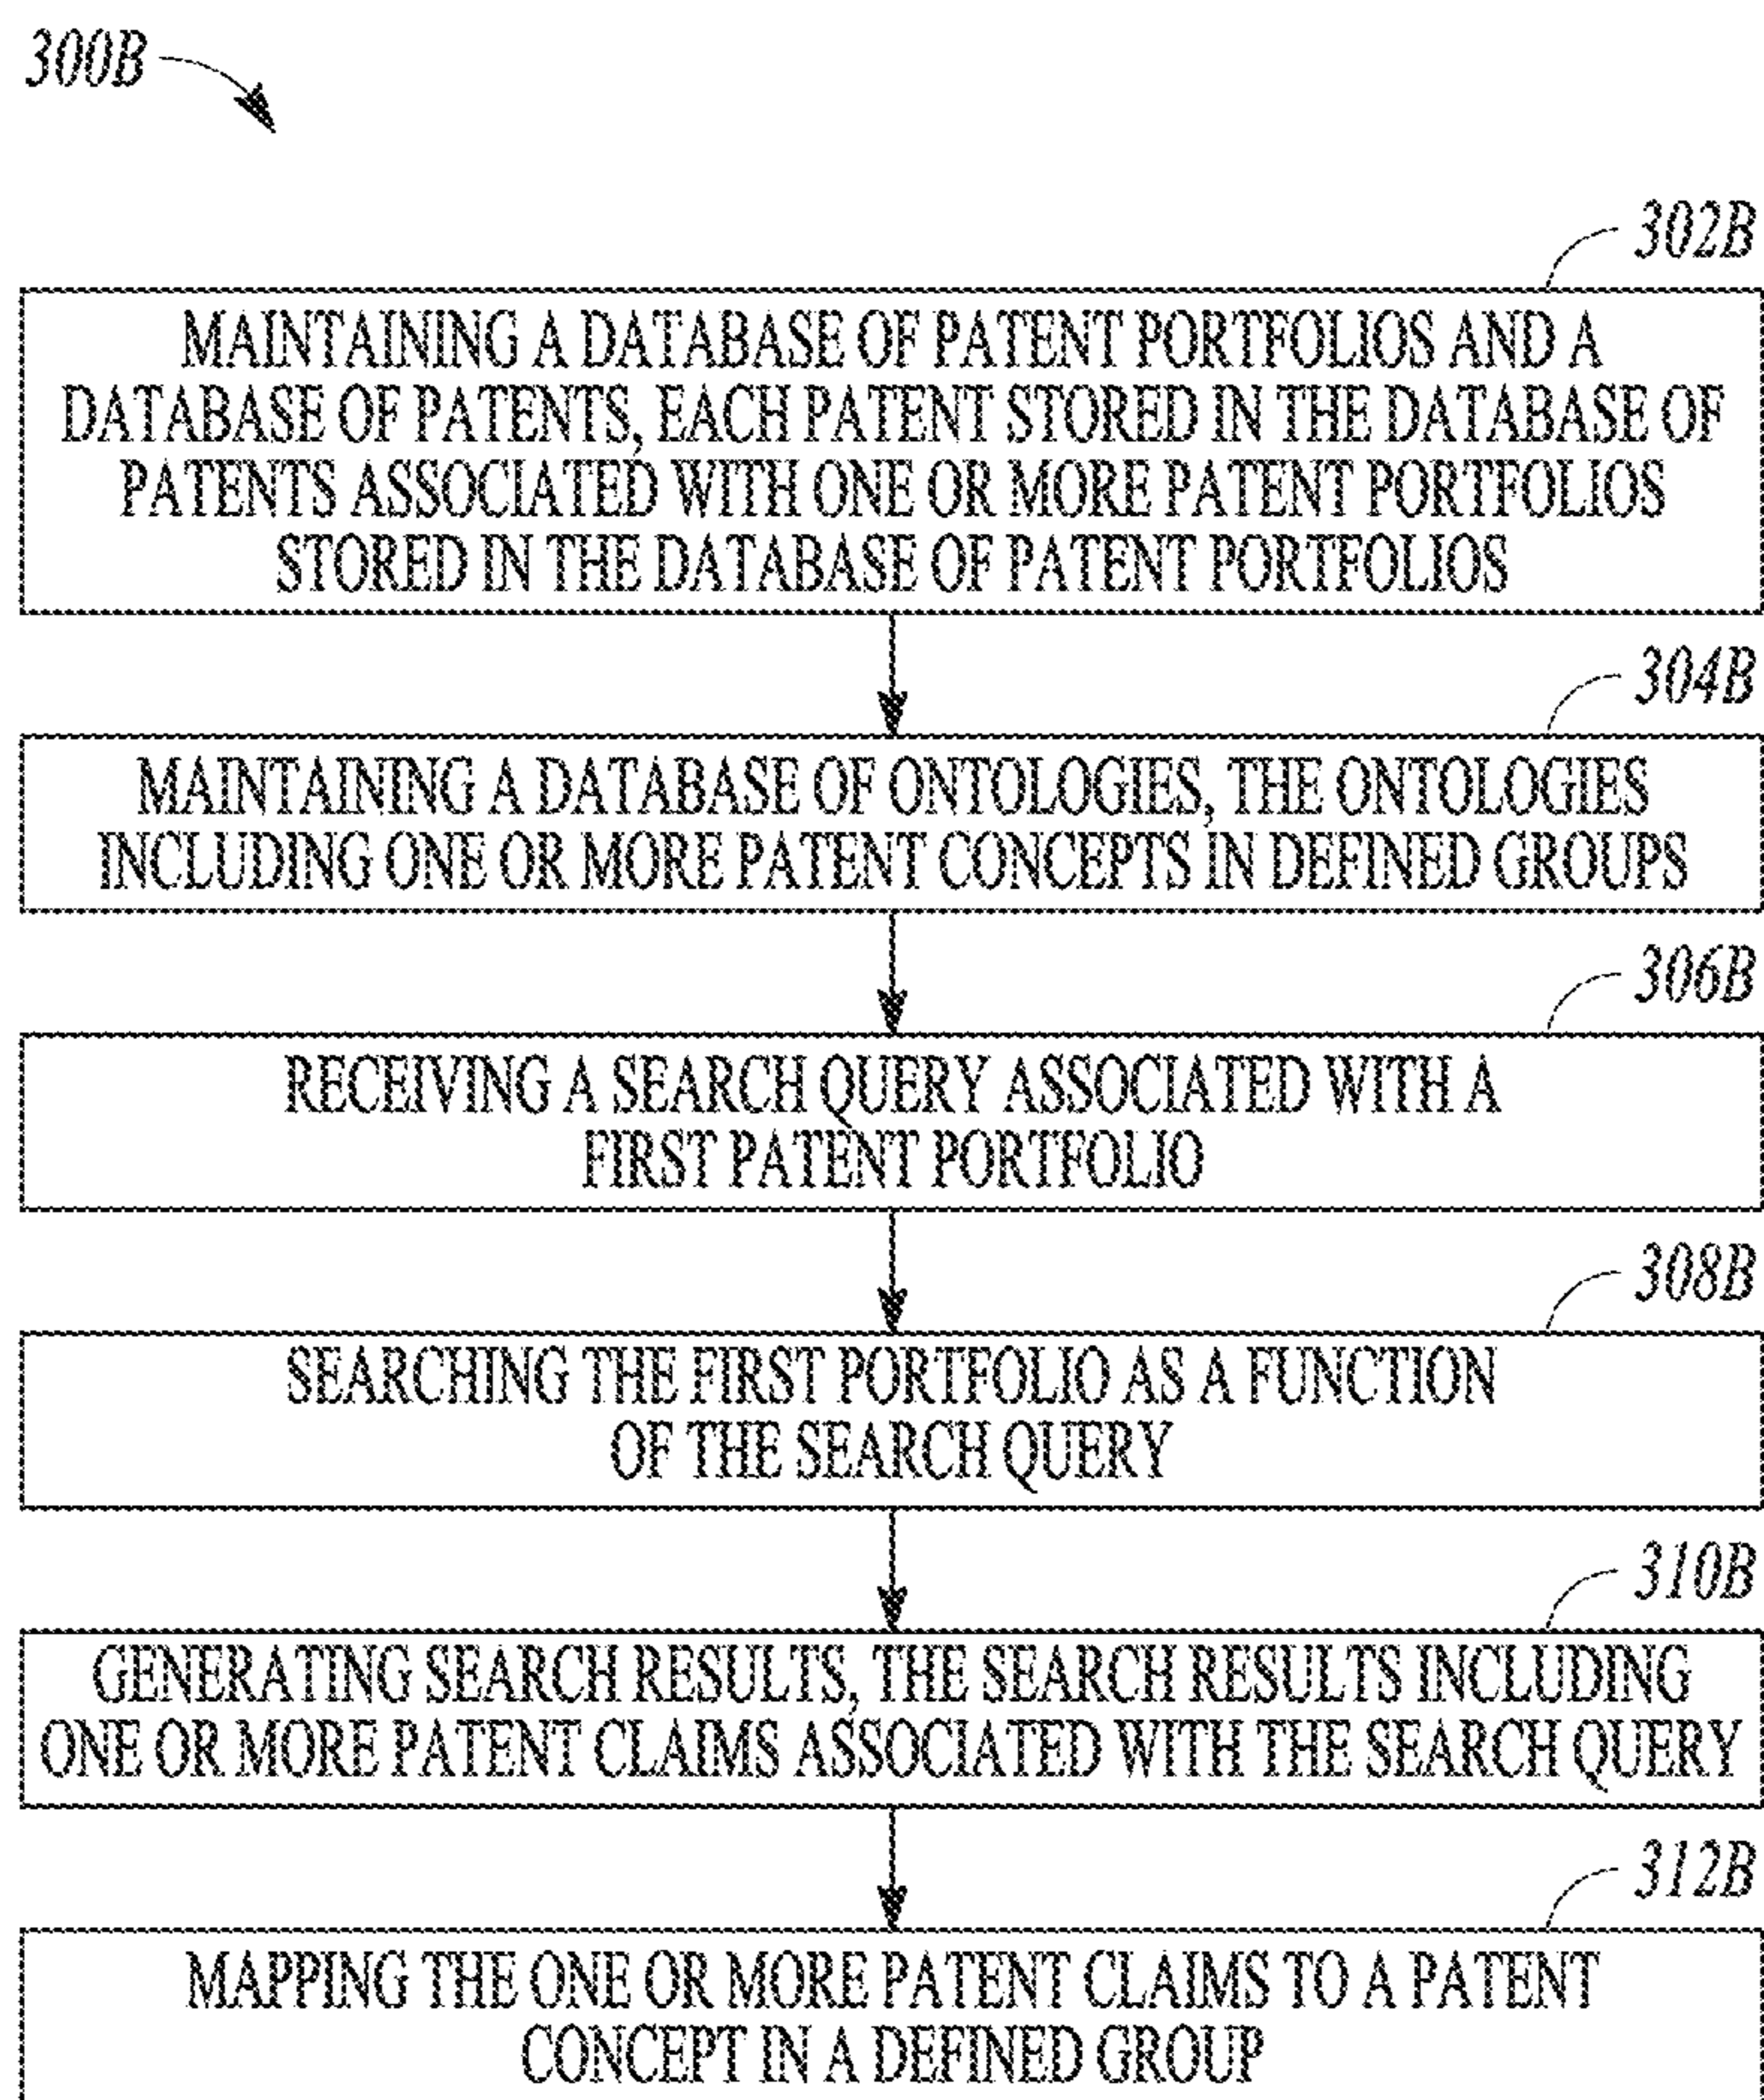 300B
302B
MAINTAINING A DATABASE OF PATENT PORTFOLIOS AND A
DATABASE OF PATENTS, EACH PATENT STORED IN THE DATABASE OF
PATENTS ASSOCIATED WITH ONE OR MORE PATENT PORTFOLIOS
STORED IN THE DATABASE OF PATENT PORTFOLIOS
304B
MAINTAINING A DATABASE OF ONTOLOGIES, THE ONTOLOGIES
INCLUDING ONE OR MORE PATENT CONCEPTS IN DEFINED GROUPS
306B
RECEIVING A SEARCH QUERY ASSOCIATED WITH A
FIRST PATENT PORTFOLIO
308B
SEARCHING THE FIRST PORTFOLIO AS A FUNCTION
OF THE SEARCH QUERY
310B
GENERATING SEARCH RESULTS, THE SEARCH RESULTS INCLUDING
ONE OR MORE PATENT CLAIMS ASSOCIATED WITH THE SEARCH QUERY
312B
MAPPING THE ONE OR MORE PATENT CLAIMS TO A PATENT
CONCEPT IN A DEFINED GROUP